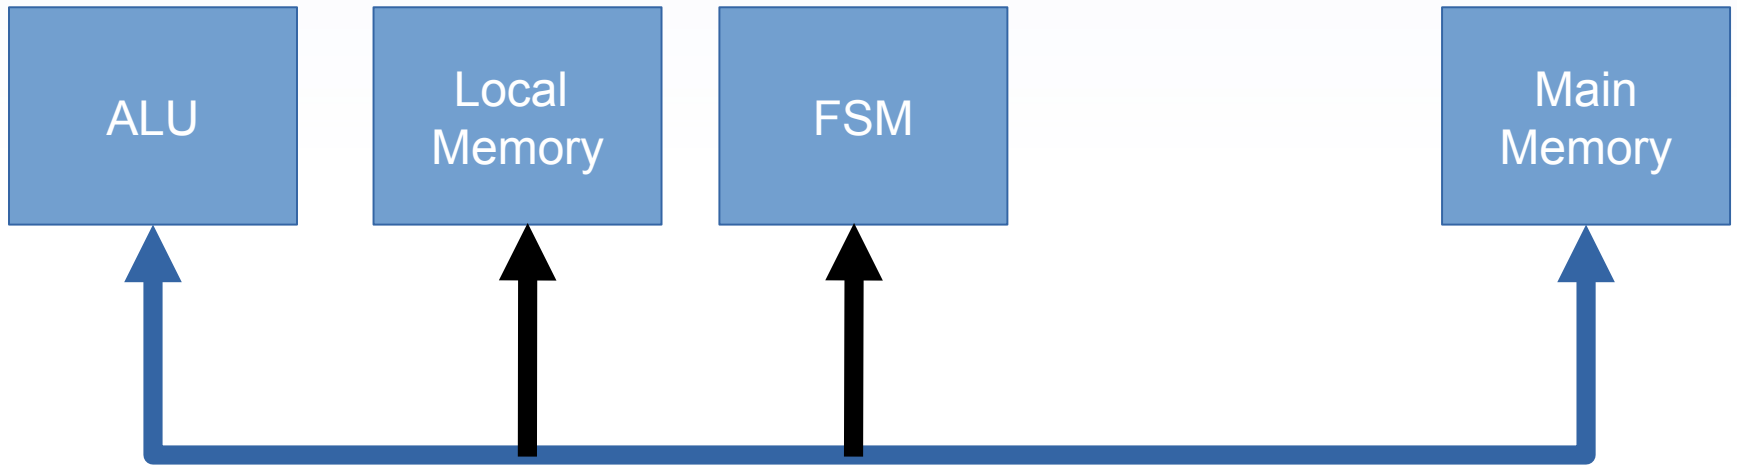 ALU
Local
Memory
FSM
Main
Memory